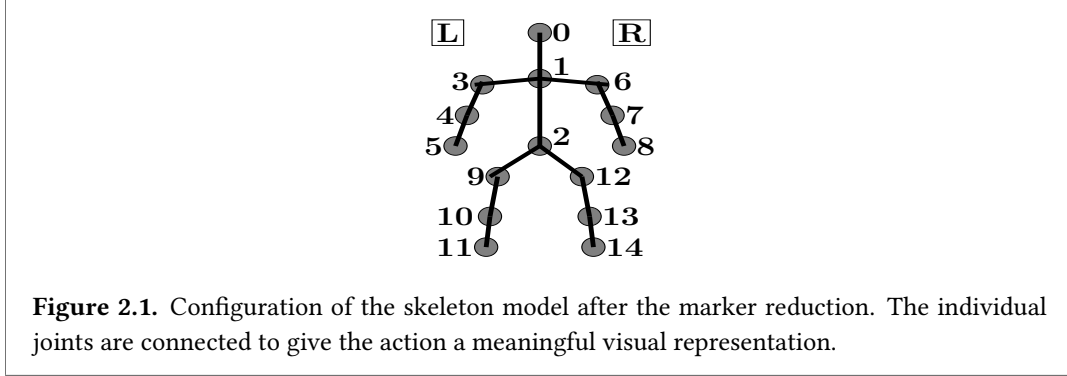 L 0 R
1
3 6
4 7
5 2 8
9 12
10 13
11 14
Figure 2.1. Configuration of the skeleton model after the marker reduction. The individual
joints are connected to give the action a meaningful visual representation.